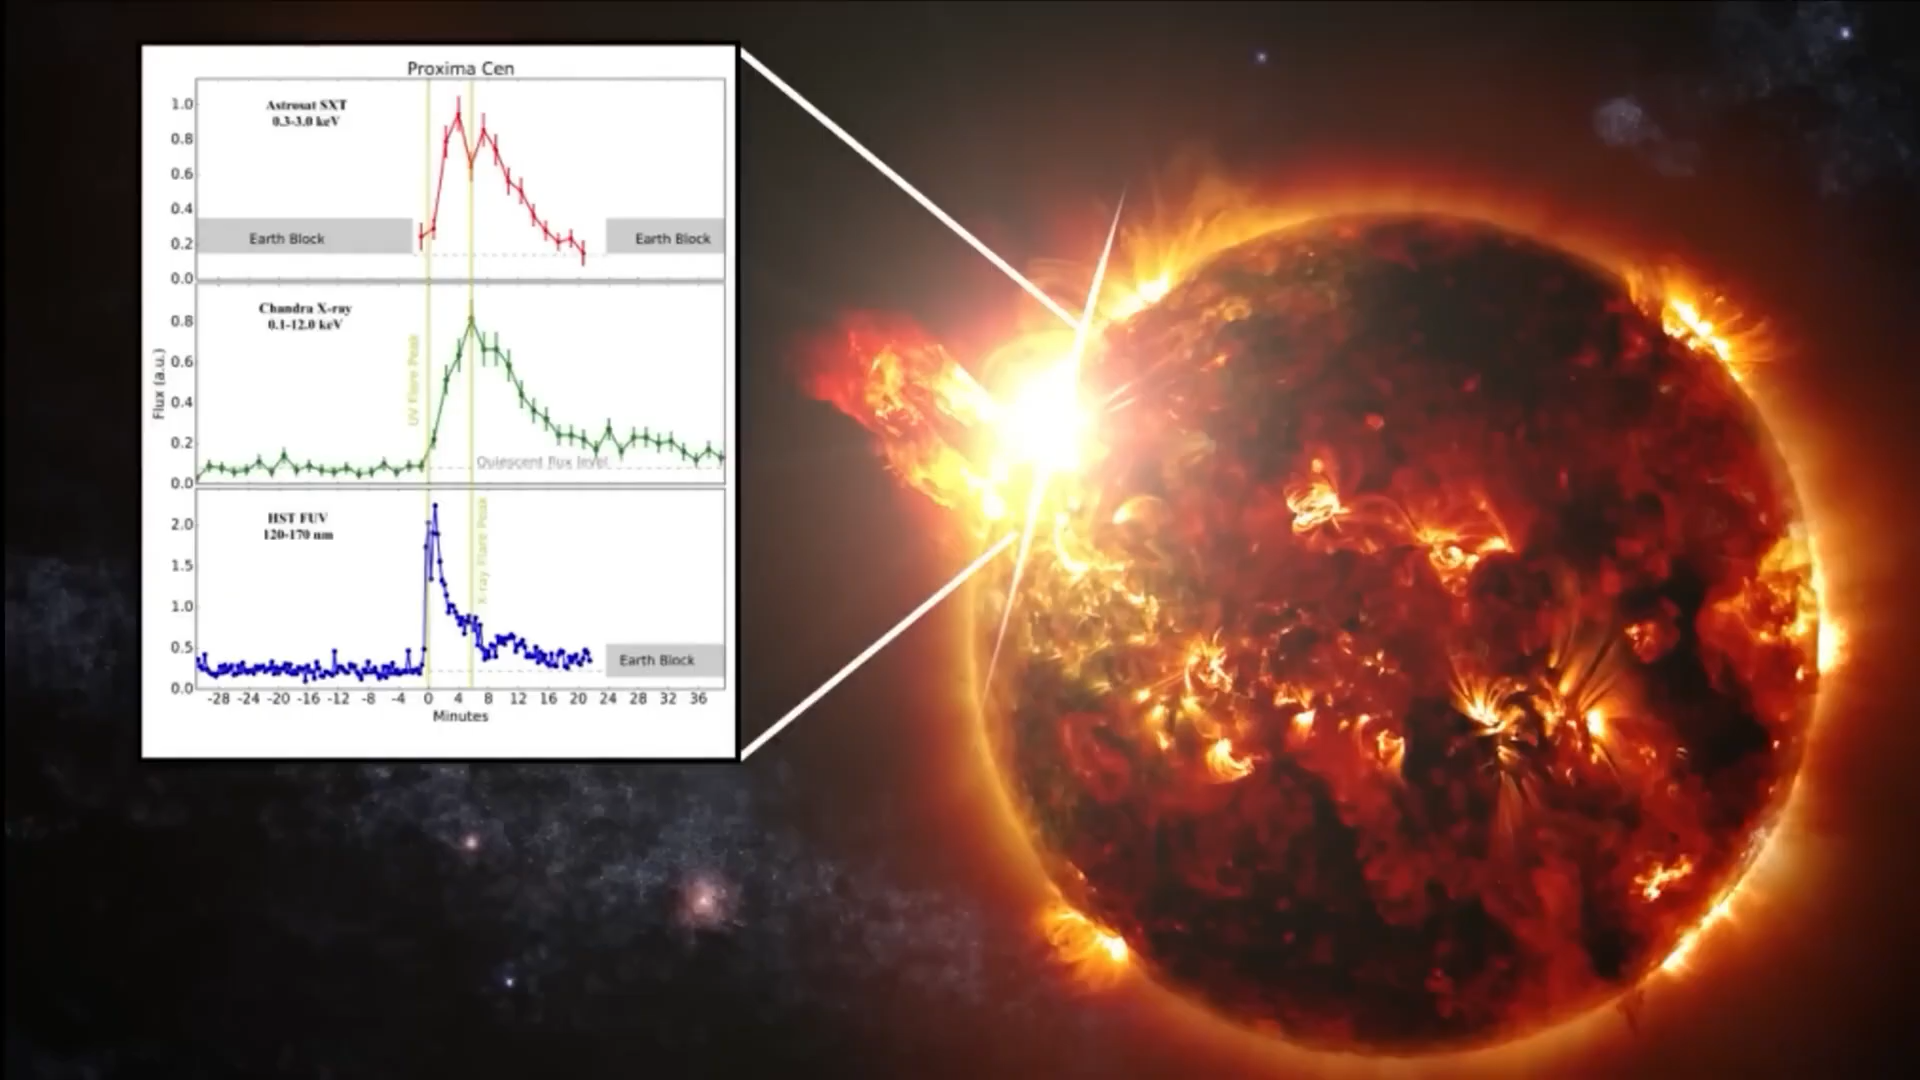 Proxima Cen
1.0
0.8
0.6
0.4
0.2
0.0
Astrosat SXT
0.3-3.0 keV
Earth Block
Earth Block
Flux (a.u.)
0.8
0.6
0.4
0.2
0.0
Chandra X-ray
0.1-12.0 keV
UV Flare Peak
Quiescent flux level
2.0
1.5
1.0
0.5
0.0
HST FUV
120-170 nm
X-ray Flare Peak
Earth Block
-28 -24 -20 -16 -12 -8 -4 0 4 8 12 16 20 24 28 32 36
Minutes